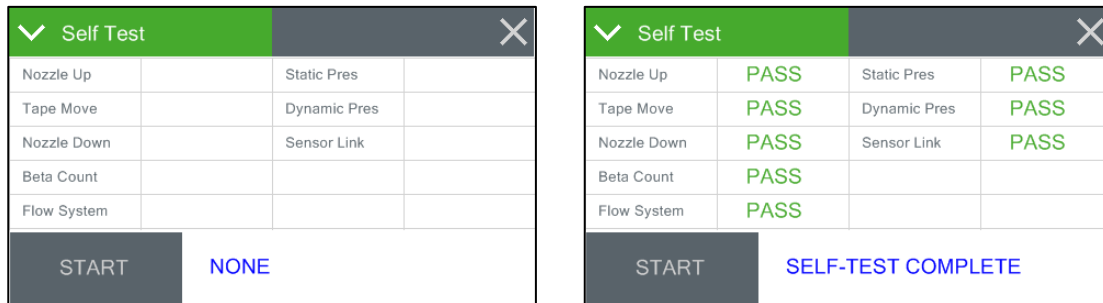 Self Test
Nozzle Up Static Pres
Tape Move Dynamic Pres
Nozzle Down Sensor Link
Beta Count
Flow System
START NONE
Self Test
Nozzle Up PASS Static Pres PASS
Tape Move PASS Dynamic Pres PASS
Nozzle Down PASS Sensor Link PASS
Beta Count PASS
Flow System PASS
START SELF-TEST COMPLETE